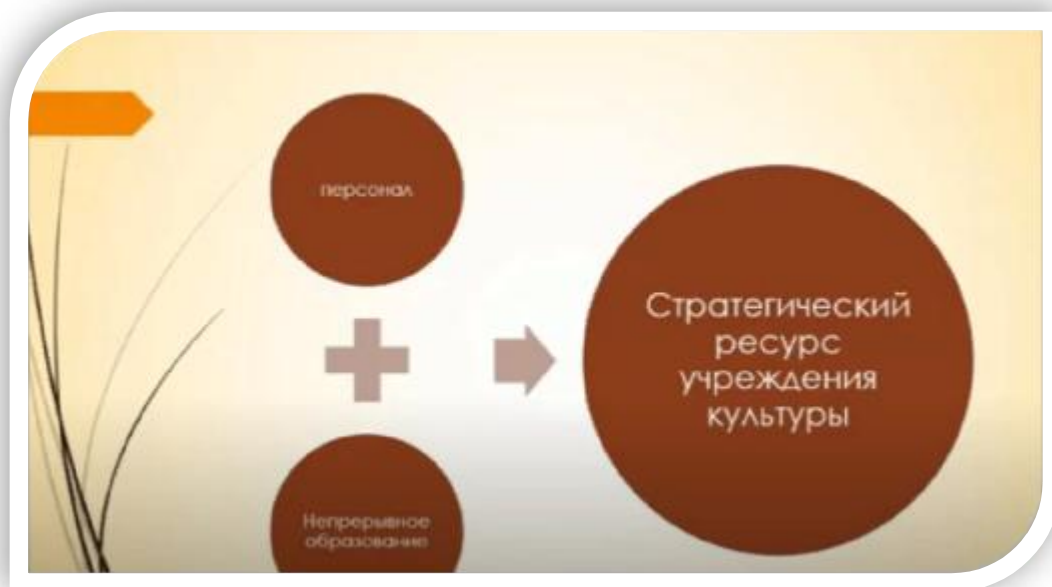 персонал
Непрерывное
образование
Стратегический
ресурс
учреждения
культуры